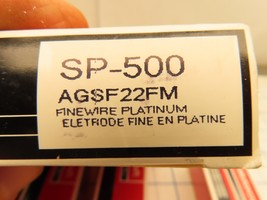 SP-500
AGSF22FM
FINEWIRE PLATINUM
ELETRODE FINE EN PLATINE